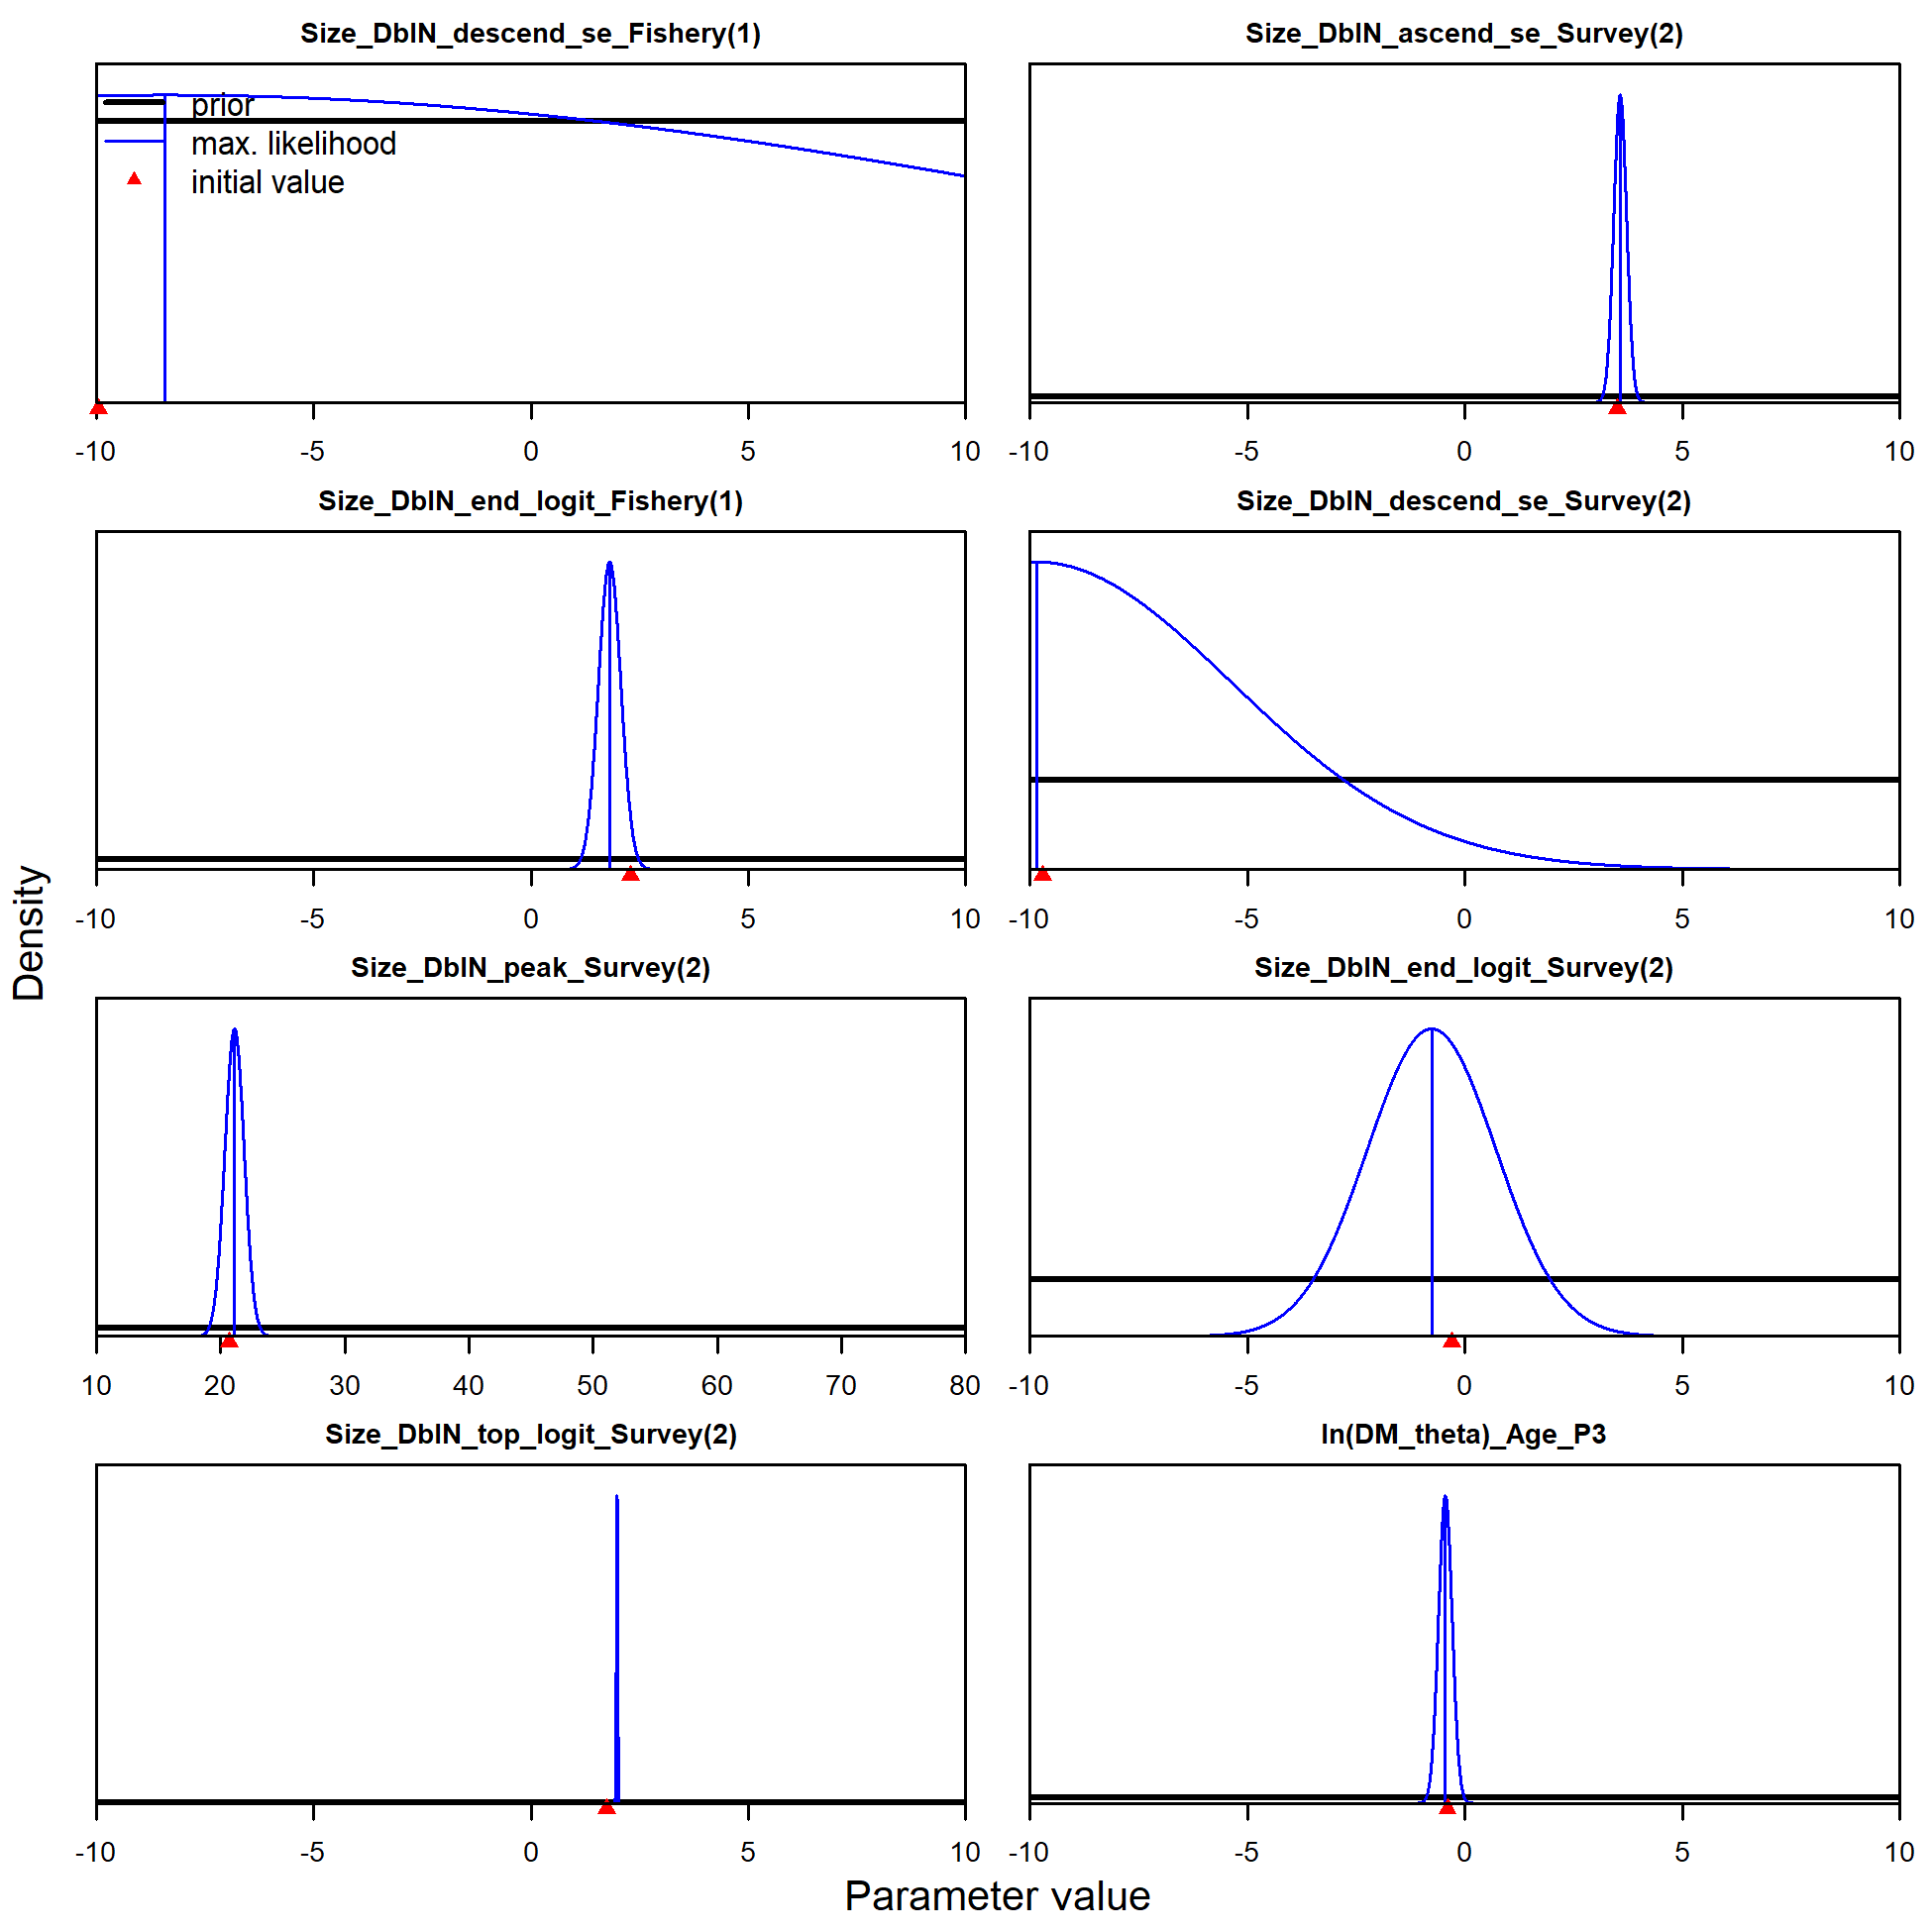 Size_DblN_descend_se_Fishery(1)
prior
max. likelihood
initial value
-10 -5 0 5 10
Size_DblN_ascend_se_Survey(2)
-10 -5 0 5 10
Size_DblN_end_logit_Fishery(1)
-10 -5 0 5 10
Size_DblN_descend_se_Survey(2)
-10 -5 0 5 10
Size_DblN_peak_Survey(2)
10 20 30 40 50 60 70 80
Size_DblN_end_logit_Survey(2)
-10 -5 0 5 10
Size_DblN_top_logit_Survey(2)
-10 -5 0 5 10
ln(DM_theta)_Age_P3
-10 -5 0 5 10
Density
Parameter value